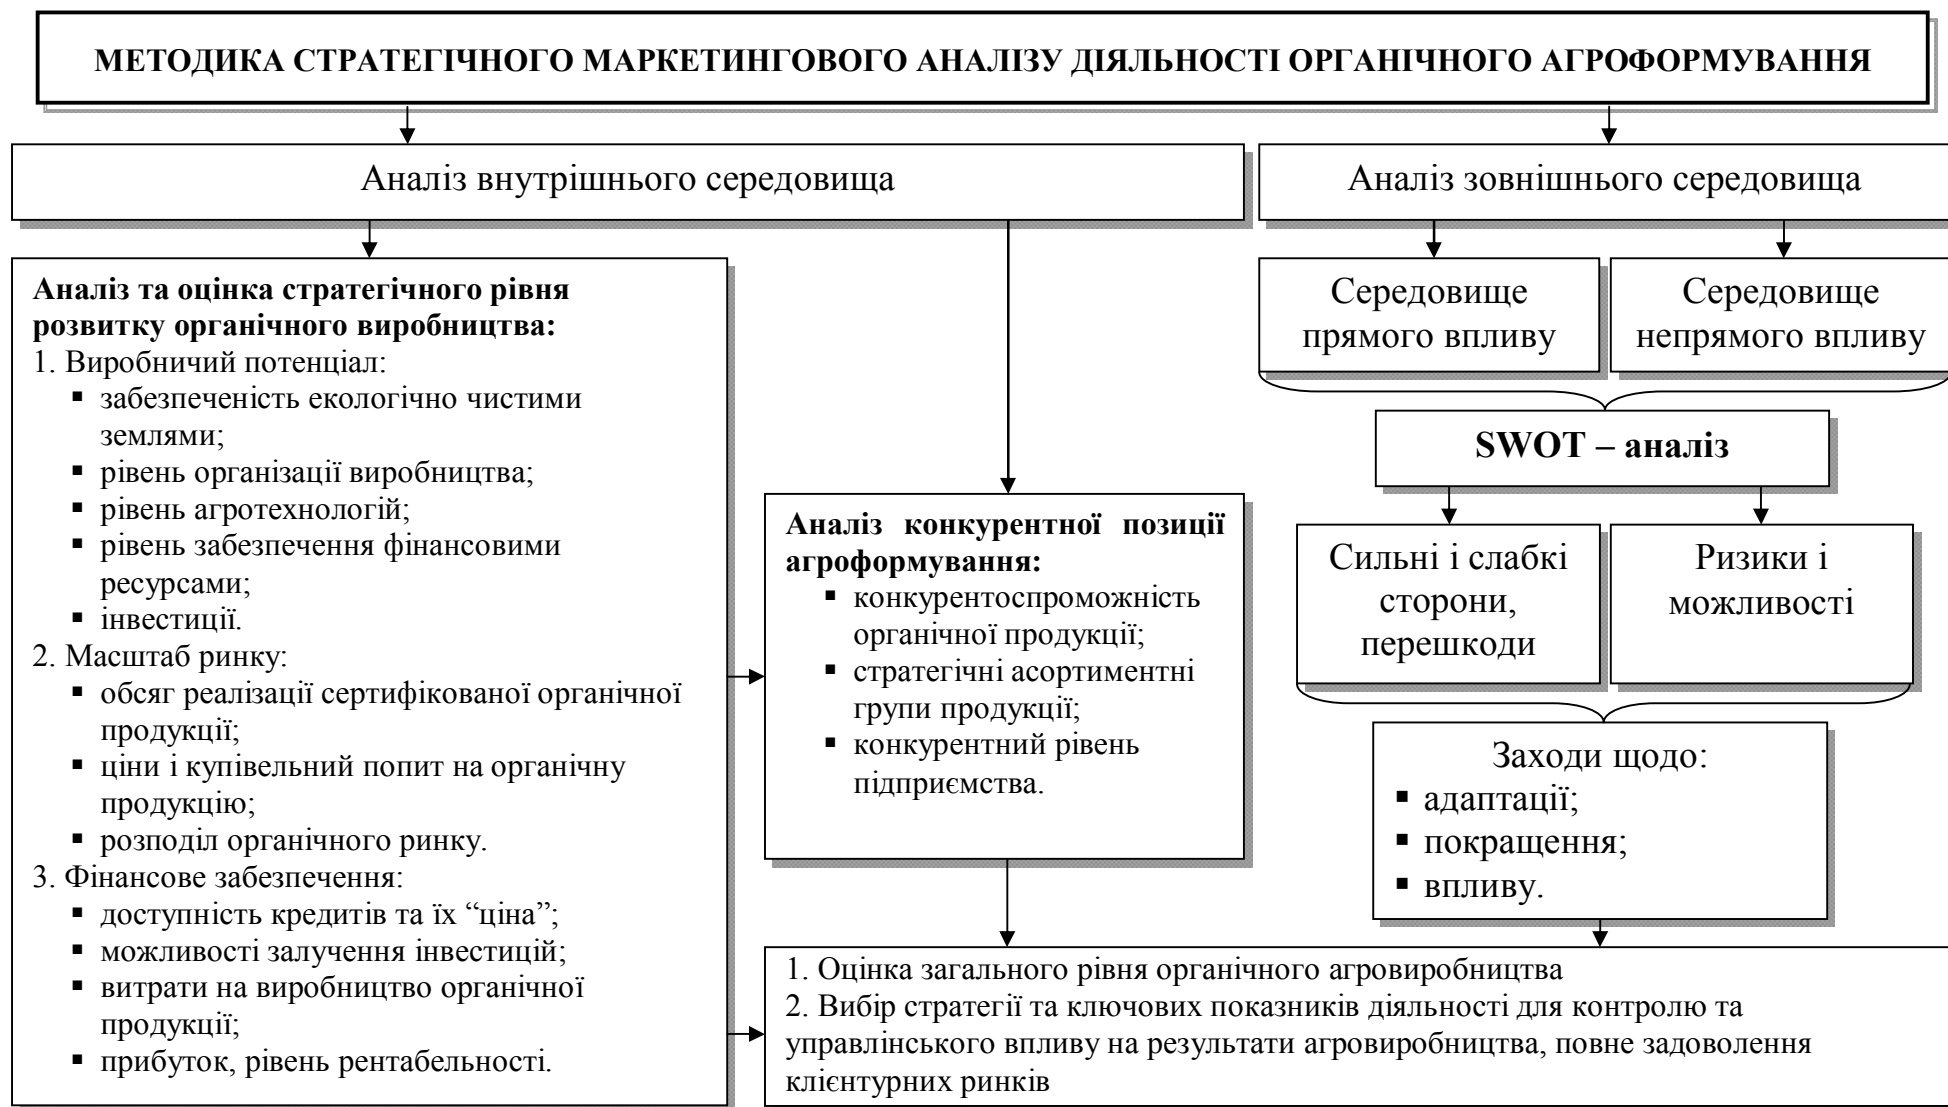 МЕТОДИКА СТРАТЕГІЧНОГО МАРКЕТИНГОВОГО АНАЛІЗУ ДІЯЛЬНОСТІ ОРГАНІЧНОГО АГРОФОРМУВАННЯ
Аналіз внутрішнього середовища
Аналіз зовнішнього середовища
Аналіз та оцінка стратегічного рівня
розвитку органічного виробництва:
1. Виробничий потенціал:
▪ забезпеченість екологічно чистими
землями;
▪ рівень організації виробництва;
▪ рівень агротехнологій;
▪ рівень забезпечення фінансовими
ресурсами;
▪ інвестиції.
2. Масштаб ринку:
▪ обсяг реалізації сертифікованої органічної
продукції;
▪ ціни і купівельний попит на органічну
продукцію;
▪ розподіл органічного ринку.
3. Фінансове забезпечення:
▪ доступність кредитів та їх “ціна”;
▪ можливості залучення інвестицій;
▪ витрати на виробництво органічної
продукції;
▪ прибуток, рівень рентабельності.
Аналіз конкурентної позиції
агроформування:
▪ конкурентоспроможність
органічної продукції;
▪ стратегічні асортиментні
групи продукції;
▪ конкурентний рівень
підприємства.
Середовище
прямого впливу
Середовище
непрямого впливу
SWOT – аналіз
Сильні і слабкі
сторони,
перешкоди
Ризики і
можливості
Заходи щодо:
▪ адаптації;
▪ покращення;
▪ впливу.
1. Оцінка загального рівня органічного агровиробництва
2. Вибір стратегії та ключових показників діяльності для контролю та
управлінського впливу на результати агровиробництва, повне задоволення
клієнтурних ринків